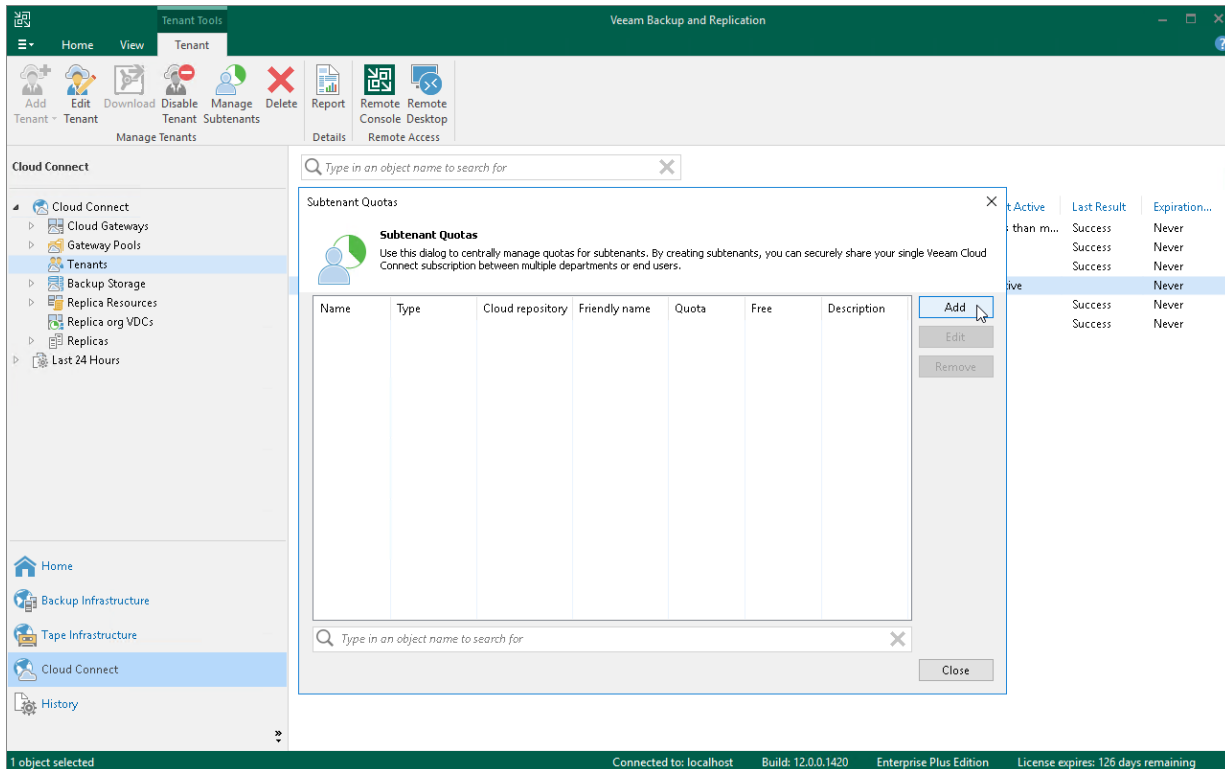 Tenant Tools
Veeam Backup and Replication
Home View Tenant
Add Tenant
Edit Tenant
Download
Disable Tenant
Manage Subtenants
Delete
Report
Remote Console
Remote Desktop
Manage Tenants
Details
Remote Access
Cloud Connect
Type in an object name to search for
Cloud Connect
Cloud Gateways
Gateway Pools
Tenants
Backup Storage
Replica Resources
Replica org VDCs
Replicas
Last 24 Hours
Home
Backup Infrastructure
Tape Infrastructure
Cloud Connect
History
Subtenant Quotas
Subtenant Quotas
Use this dialog to centrally manage quotas for subtenants. By creating subtenants, you can securely share your single Veeam Cloud
Connect subscription between multiple departments or end users.
Name Type Cloud repository Friendly name Quota Free Description
Add
Edit
Remove
Type in an object name to search for
Close
t Active Last Result Expiration...
than m... Success Never
Success Never
Success Never
ive Never
Success Never
Success Never
1 object selected
Connected to: localhost Build: 12.0.0.1420 Enterprise Plus Edition License expires: 126 days remaining